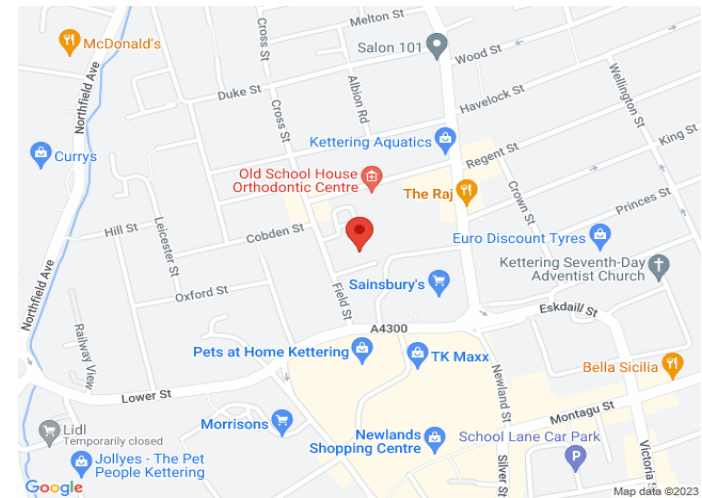 Melton St
McDonald's
Cross St
Salon 101
Wood St
Northfield Ave
Duke St
Albion Rd
Wellington St
Havelock St
Cross St
Kettering Aquatics
King St
Currys
Regent St
Old School House
Orthodontic Centre
The Raj
Crown St
Princes St
Hill St
Leicester St
Cobden St
Euro Discount Tyres
Kettering Seventh-Day
Adventist Church
Northfield Ave
Oxford St
Field St
Sainsbury's
Eskdaill St
A4300
Railway View
Pets at Home Kettering
TK Maxx
Bella Sicilia
Lower St
Newland St
Montagu St
Morrisons
Lidl
Temporarily closed
Newlands
Shopping Centre
School Lane Car Park
P
Victoria S
Jollyes - The Pet
People Kettering
Silver St
Google
Map data ©2023